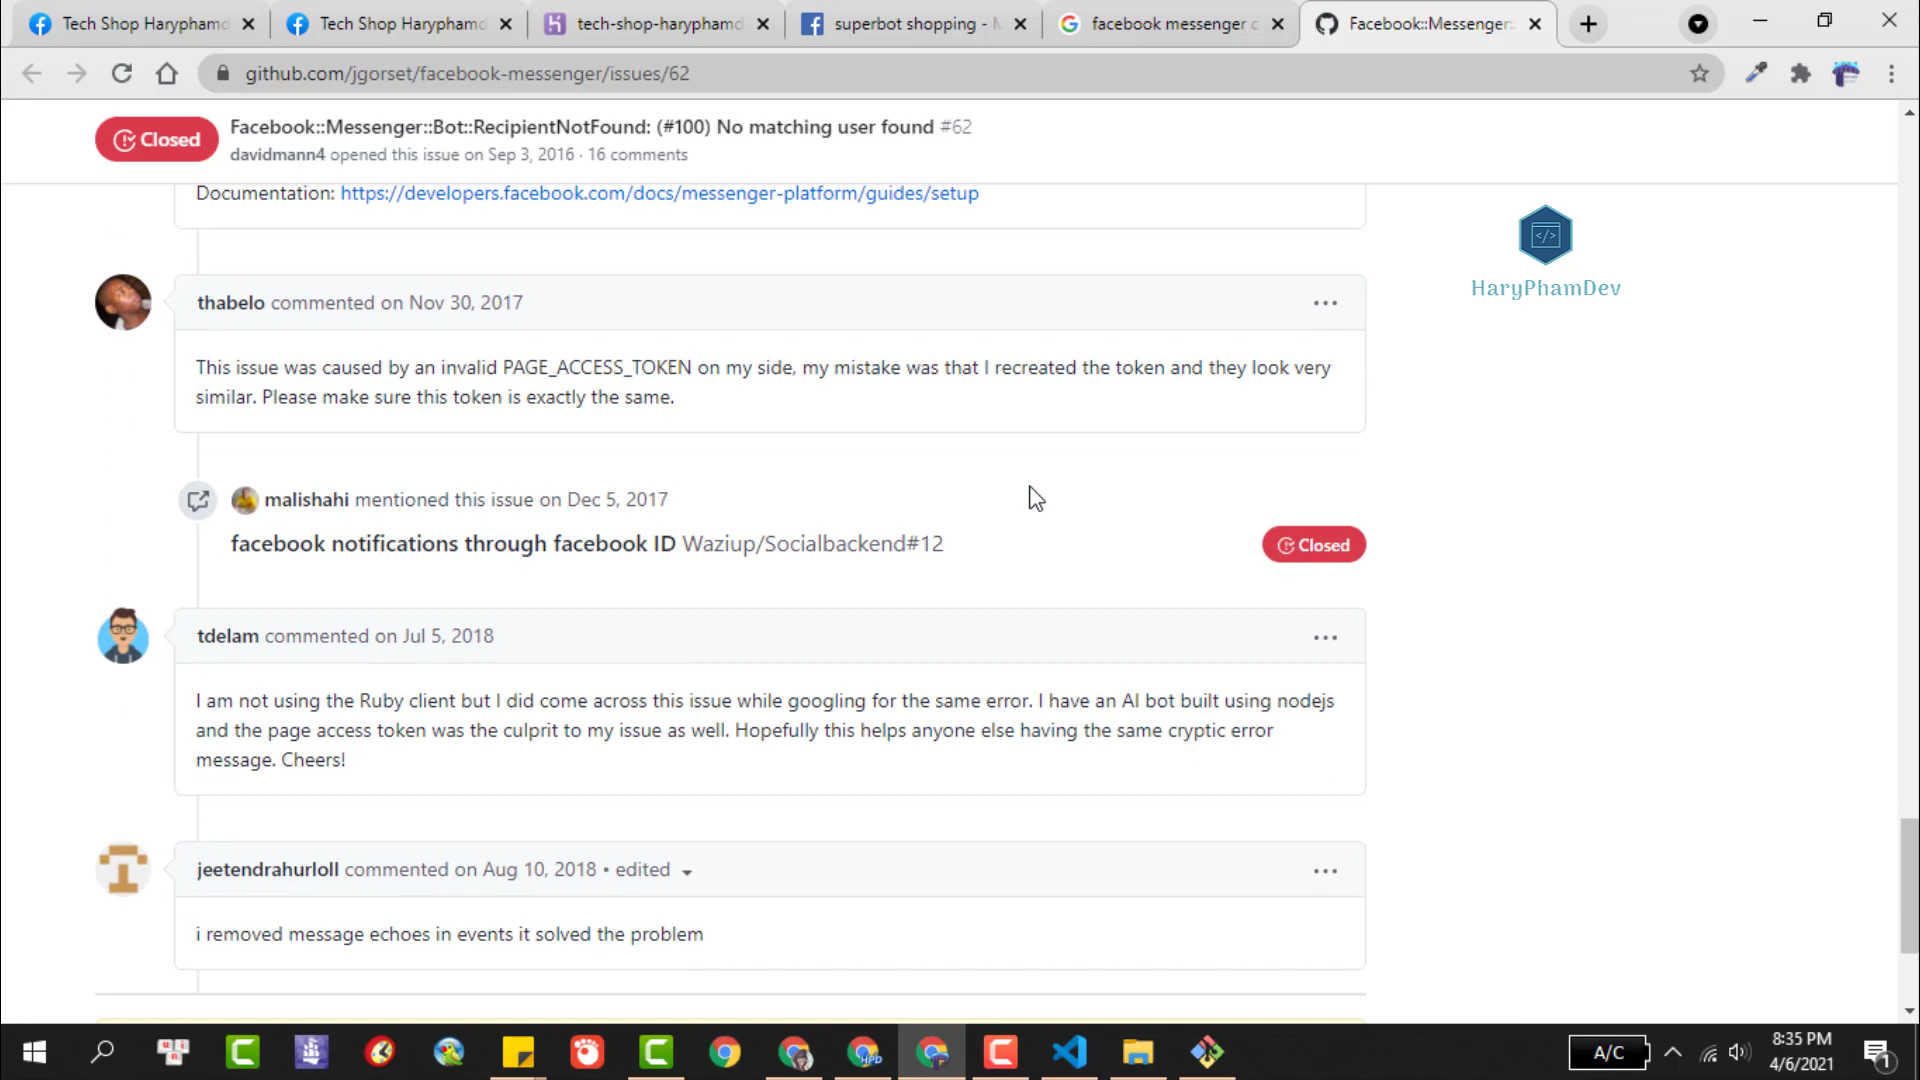 Tech Shop Haryphamd
Tech Shop Haryphamd
tech-shop-haryphamd
superbot shopping - M
facebook messenger c
Facebook::Messenger:
github.com/jgorset/facebook-messenger/issues/62
Closed
Facebook::Messenger::Bot::RecipientNotFound: (#100) No matching user found #62
davidmann4 opened this issue on Sep 3, 2016 · 16 comments
Documentation: https://developers.facebook.com/docs/messenger-platform/guides/setup
HaryPhamDev
thabelo commented on Nov 30, 2017
This issue was caused by an invalid PAGE_ACCESS_TOKEN on my side, my mistake was that I recreated the token and they look very
similar. Please make sure this token is exactly the same.
malishahi mentioned this issue on Dec 5, 2017
facebook notifications through facebook ID Waziup/Socialbackend#12
Closed
tdelam commented on Jul 5, 2018
I am not using the Ruby client but I did come across this issue while googling for the same error. I have an AI bot built using nodejs
and the page access token was the culprit to my issue as well. Hopefully this helps anyone else having the same cryptic error
message. Cheers!
jeetendrahurloll commented on Aug 10, 2018 • edited
i removed message echoes in events it solved the problem
HPD
A/C
8:35 PM
4/6/2021
1